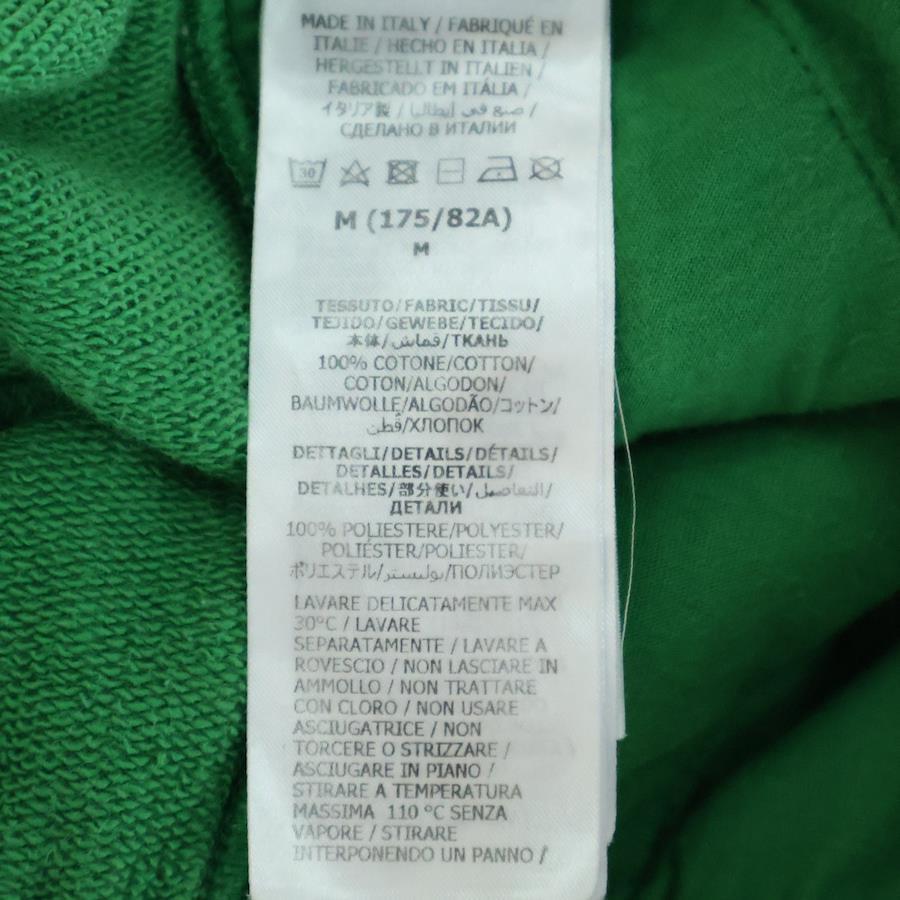 MADE IN ITALY / FABRIQUÉ EN
ITALIE / HECHO EN ITALIA /
HERGESTELLT IN ITALIEN /
FABRICADO EM ITÁLIA /
イタリア製 / صنع في إيطاليا /
СДЕЛАНО В ИТАЛИИ
30
M (175/82A)
M
TESSUTO/FABRIC/TISSU/
TEJIDO/GEWEBE/TECIDO/
本体/قماش/ТКАНЬ
100% COTONE/COTTON/
COTON/ALGODON/
BAUMWOLLE/ALGODÃO/コットン/
قطن/ХЛОПОК
DETTAGLI/DETAILS/DÉTAILS/
DETALLES/DETAILS/
DETALHES/部分使い/التفاصيل/
ДЕТАЛИ
100% POLIESTERE/POLYESTER/
POLIÉSTER/POLIESTER/
ポリエステル/بوليستر/ПОЛИЭСТЕР
LAVARE DELICATAMENTE MAX
30°C / LAVARE
SEPARATAMENTE / LAVARE A
ROVESCIO / NON LASCIARE IN
AMMOLLO / NON TRATTARE
CON CLORO / NON USARE
ASCIUGATRICE / NON
TORCERE O STRIZZARE /
ASCIUGARE IN PIANO /
STIRARE A TEMPERATURA
MASSIMA 110 °C SENZA
VAPORE / STIRARE
INTERPONENDO UN PANNO /